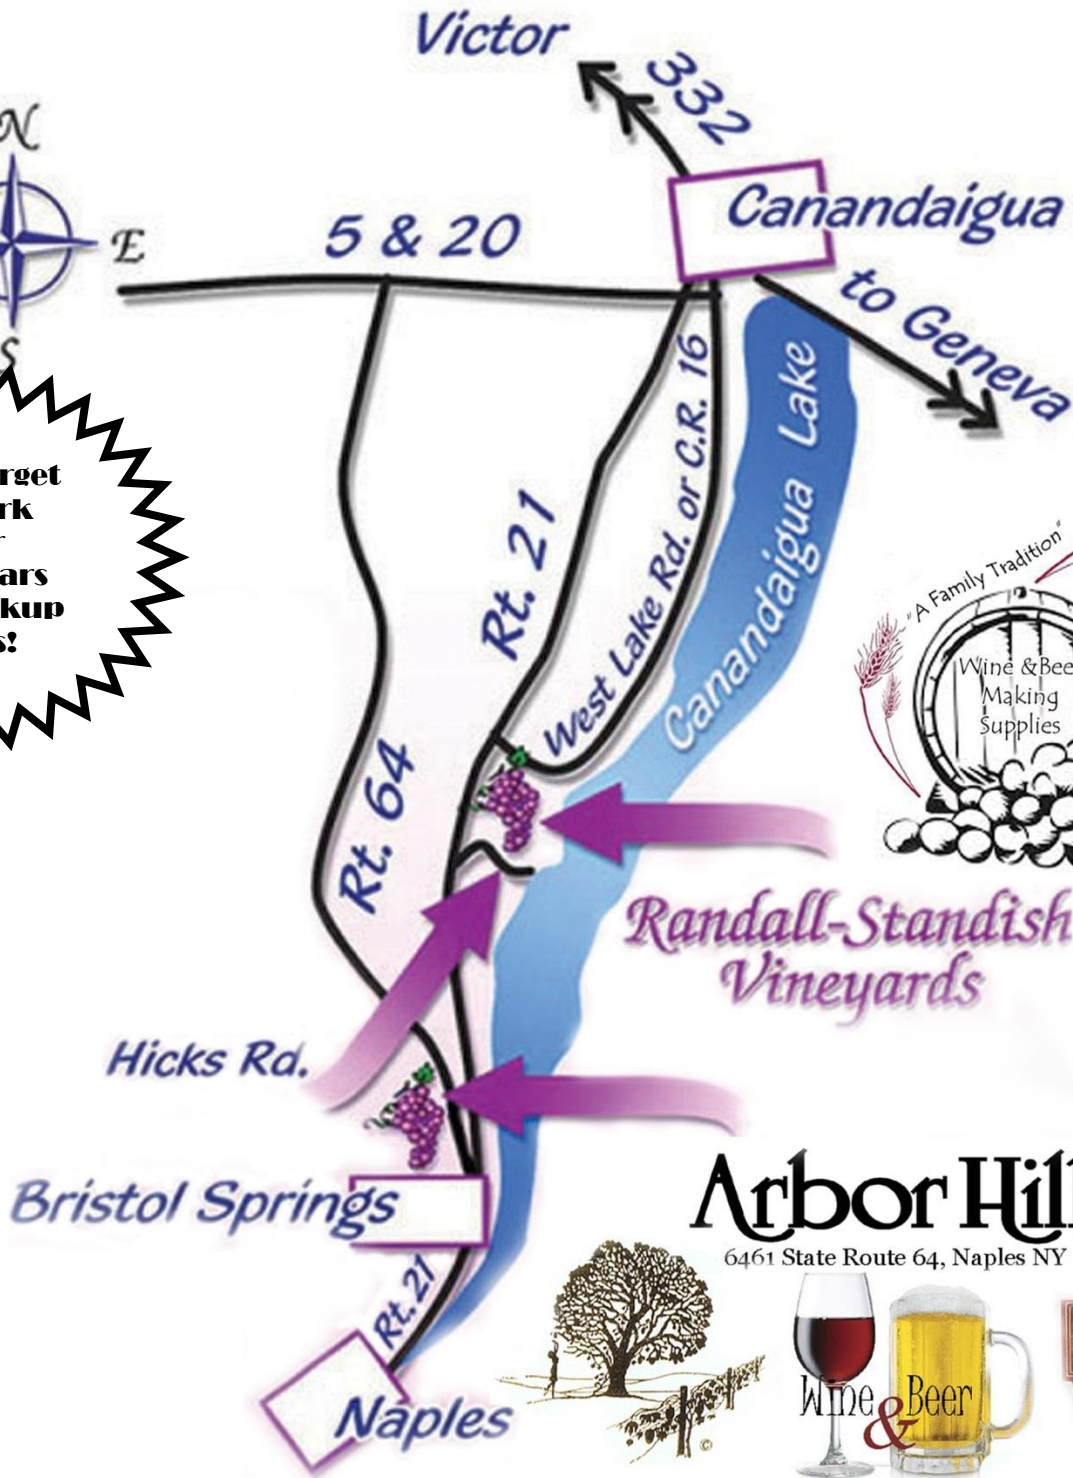 Victor
332
N
Canandaigua
5 & 20
E
to Geneva
S
West Lake Rd. or C.R. 16
Canandaigua Lake
Rt. 21
"A Family Tradition"
Wine & Bee
Making
Supplies
Rt. 64
Randall-Standish
Vineyards
Hicks Rd.
Bristol Springs
Arbor Hill
6461 State Route 64, Naples NY
Rt. 21
Wine & Beer
Naples
©